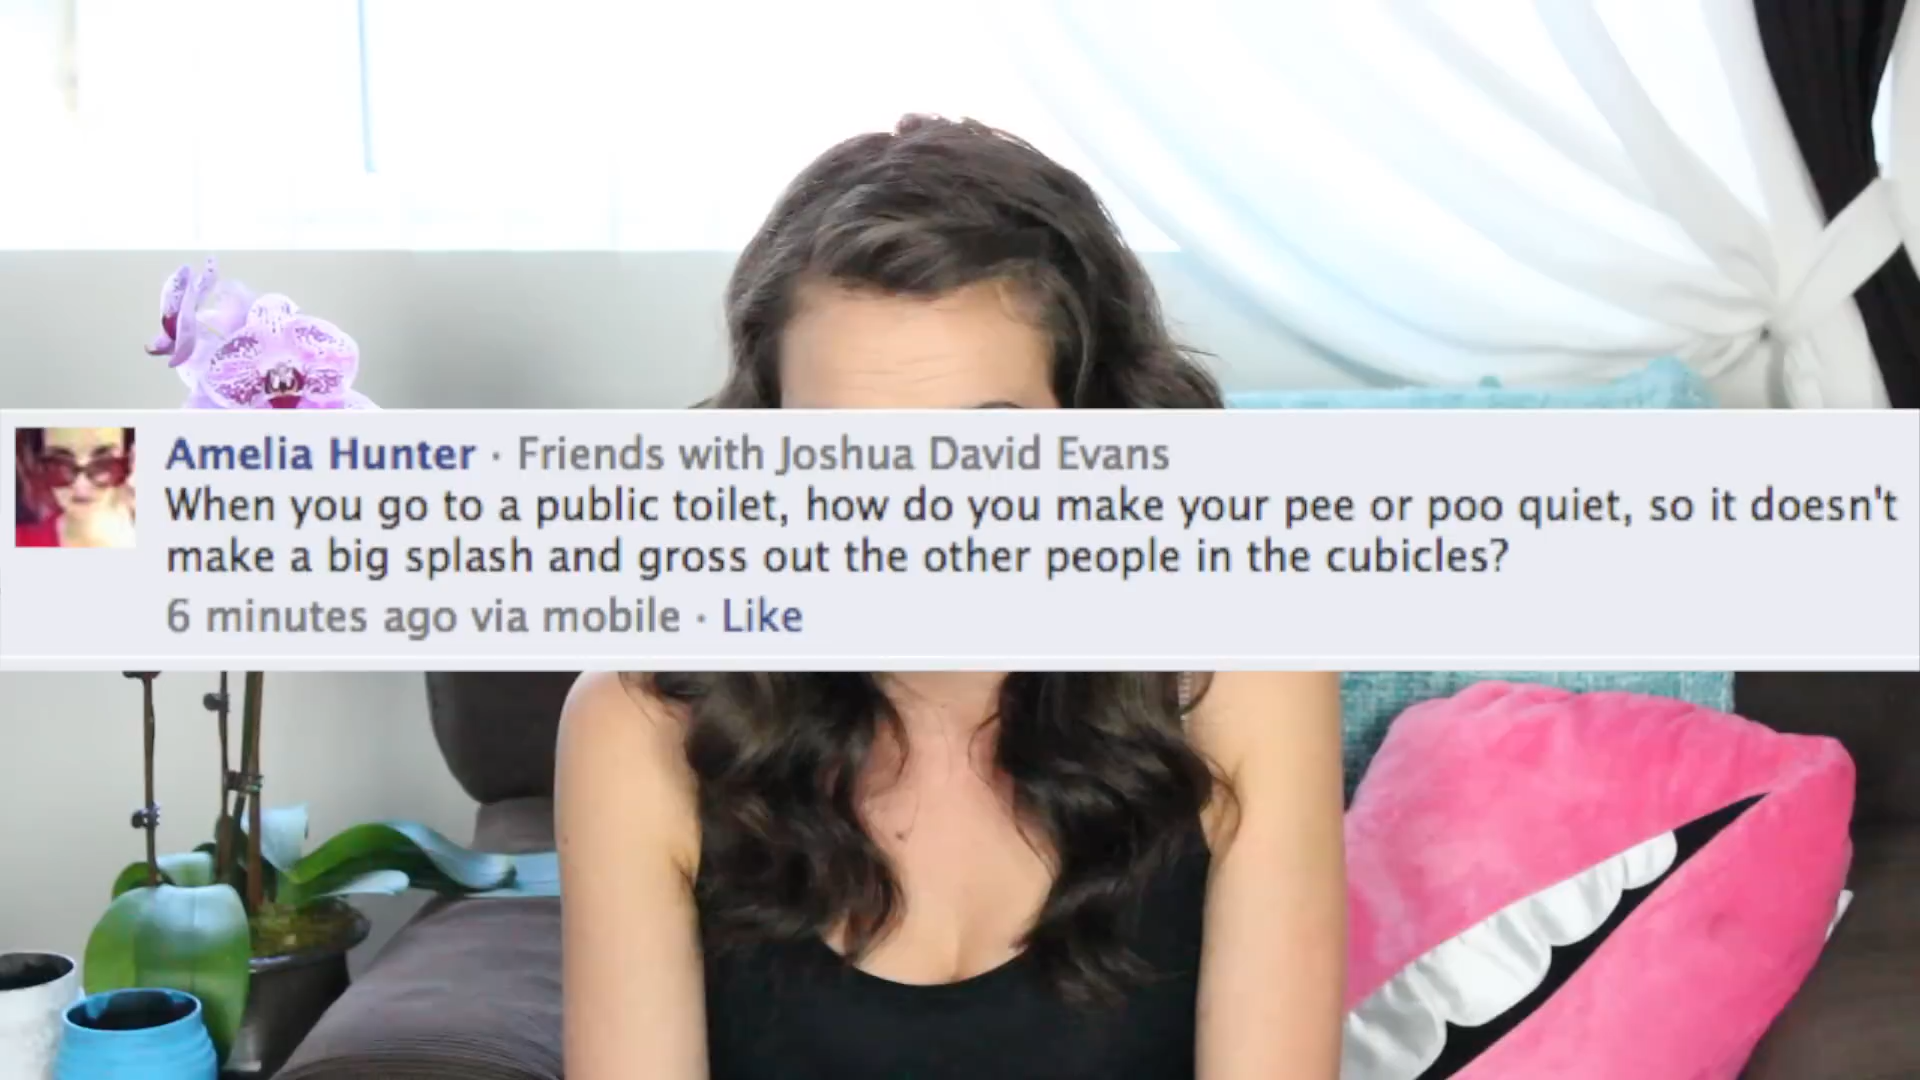 Amelia Hunter · Friends with Joshua David Evans
When you go to a public toilet, how do you make your pee or poo quiet, so it doesn't
make a big splash and gross out the other people in the cubicles?
6 minutes ago via mobile · Like